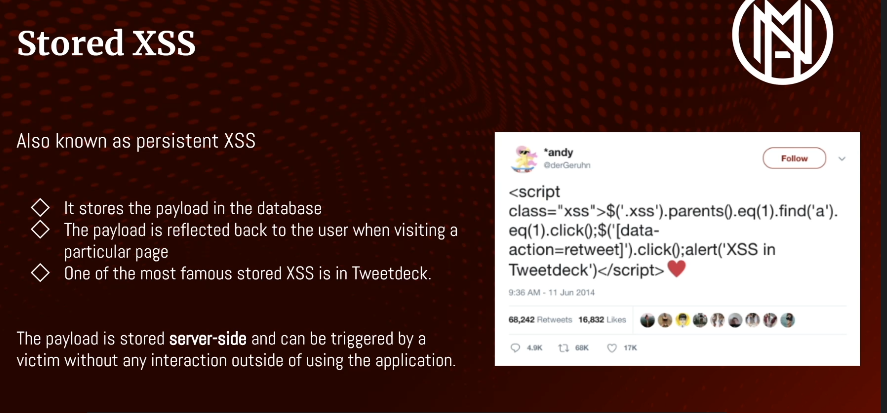 Stored XSS
Also known as persistent XSS
It stores the payload in the database
The payload is reflected back to the user when visiting a
particular page
One of the most famous stored XSS is in Tweetdeck.
The payload is stored server-side and can be triggered by a
victim without any interaction outside of using the application.
*andy
@derGeruhn
Follow
<script
class="xss">$('.xss').parents().eq(1).find('a').
eq(1).click();$('[data-
action=retweet]').click();alert('XSS in
Tweetdeck')</script>♥
9:36 AM - 11 Jun 2014
68,242 Retweets 16,832 Likes
4.9K 68K 17K